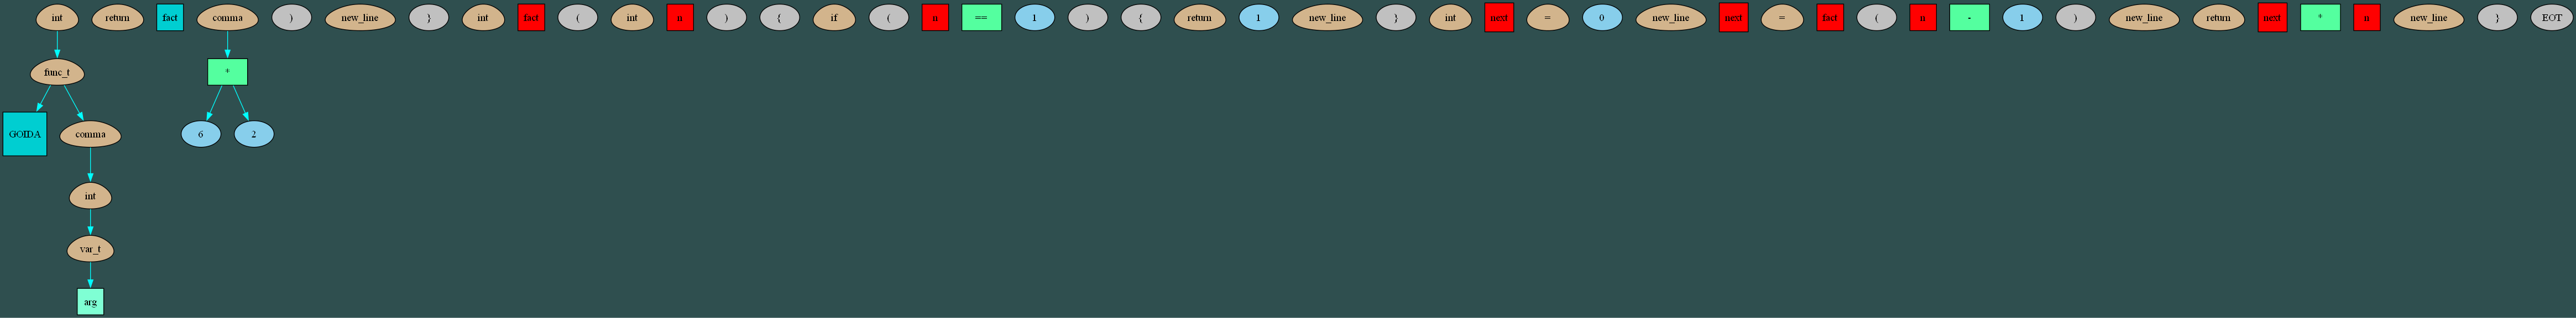 int return fact comma ) new_line } int fact ( int n ) { if ( n == 1 ) { return 1 new_line } int next = 0 new_line next = fact ( n - 1 ) new_line return next * n new_line } EOT
func_t *
GOIDA comma 6 2
int
var_t
arg